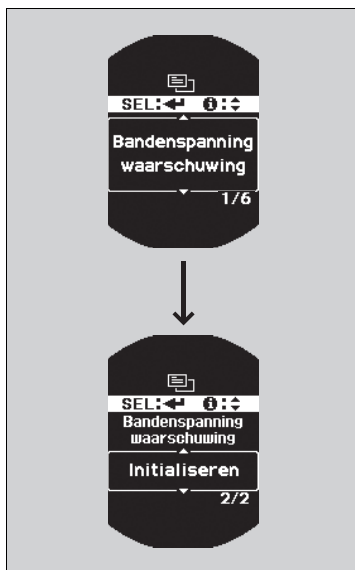 SEL:↵ ℹ:⬍
Bandenspanning
waarschuwing
1/6
SEL:↵ ℹ:⬍
Bandenspanning
waarschuwing
Initialiseren
2/2